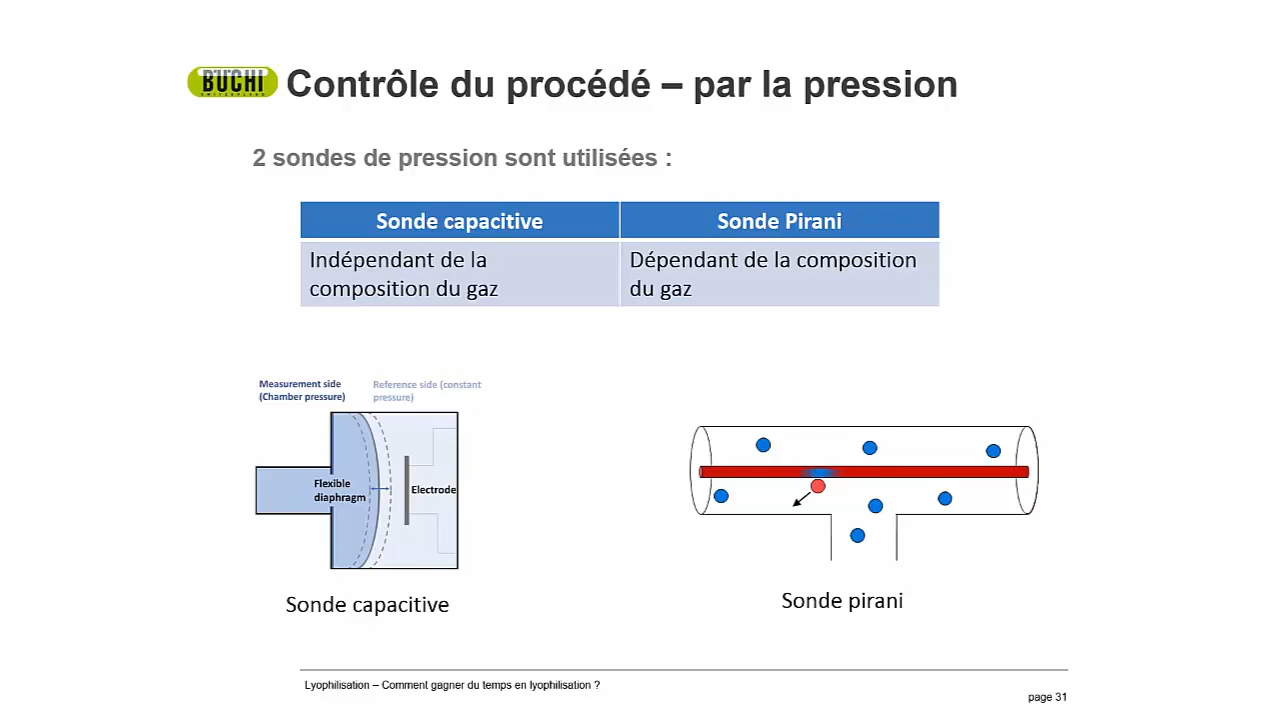 BÜCHI
SWITZERLAND
Contrôle du procédé – par la pression
2 sondes de pression sont utilisées :
Sonde capacitive
Sonde Pirani
Indépendant de la
composition du gaz
Dépendant de la composition
du gaz
Measurement side
(Chamber pressure)
Reference side (constant
pressure)
Flexible
diaphragm
Electrode
Sonde capacitive
Sonde pirani
Lyophilisation – Comment gagner du temps en lyophilisation ?
page 31